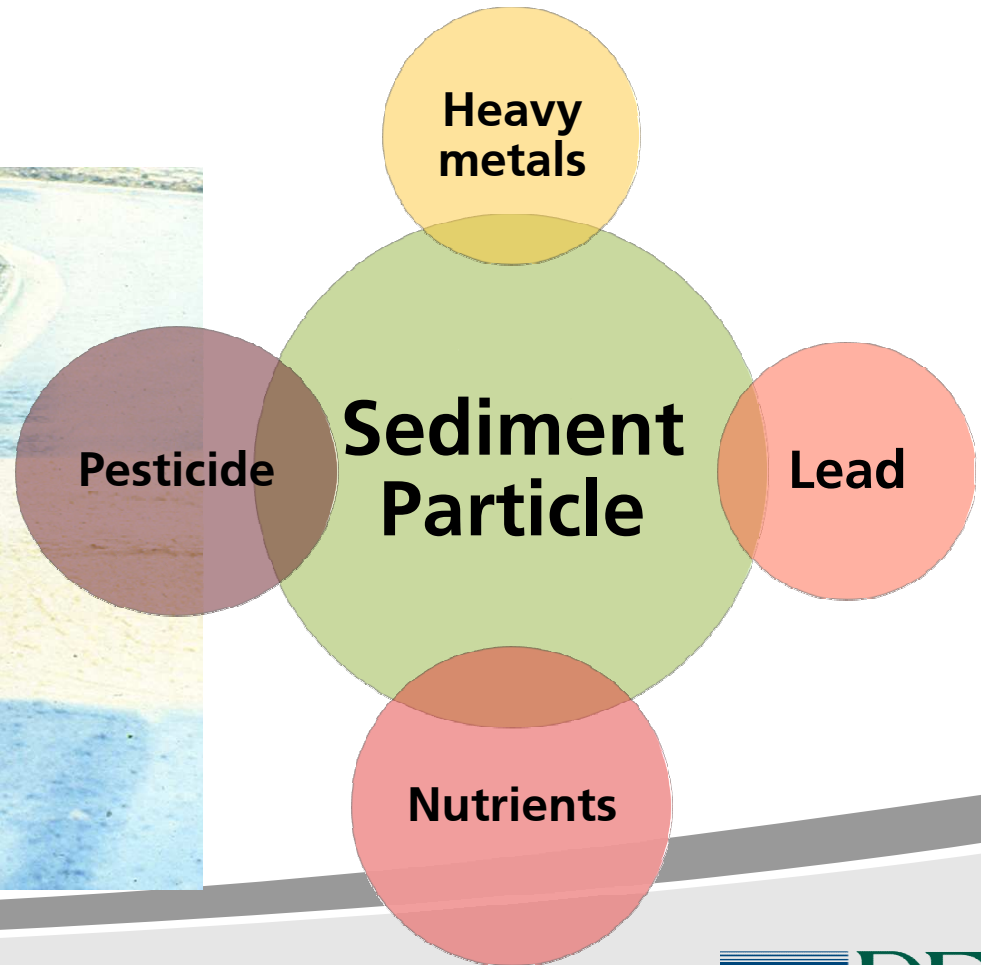 Heavy
metals
Pesticide
Sediment
Particle
Lead
Nutrients